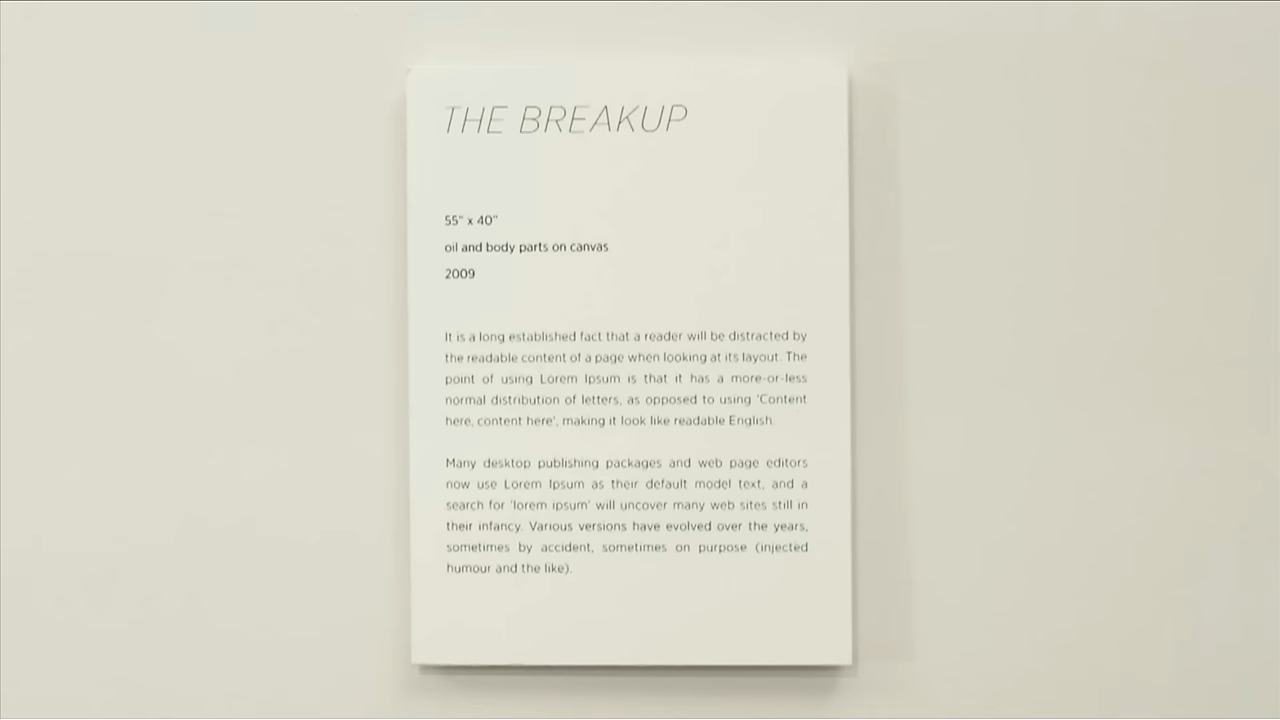 THE BREAKUP
55" x 40"
oil and body parts on canvas
2009
It is a long established fact that a reader will be distracted by
the readable content of a page when looking at its layout. The
point of using Lorem Ipsum is that it has a more-or-less
normal distribution of letters, as opposed to using 'Content
here, content here', making it look like readable English.
Many desktop publishing packages and web page editors
now use Lorem Ipsum as their default model text, and a
search for 'lorem ipsum' will uncover many web sites still in
their infancy. Various versions have evolved over the years,
sometimes by accident, sometimes on purpose (injected
humour and the like).